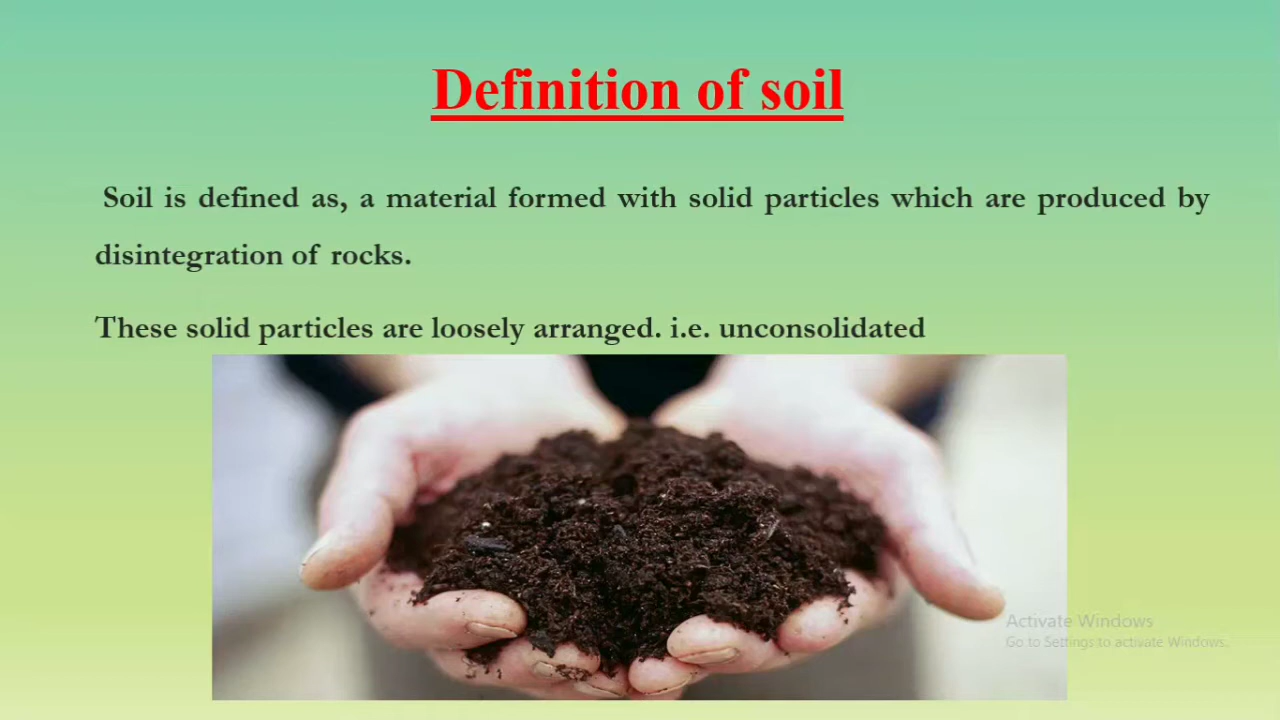 Definition of soil
Soil is defined as, a material formed with solid particles which are produced by
disintegration of rocks.
These solid particles are loosely arranged. i.e. unconsolidated
Activate Windows
Go to Settings to activate Windows.